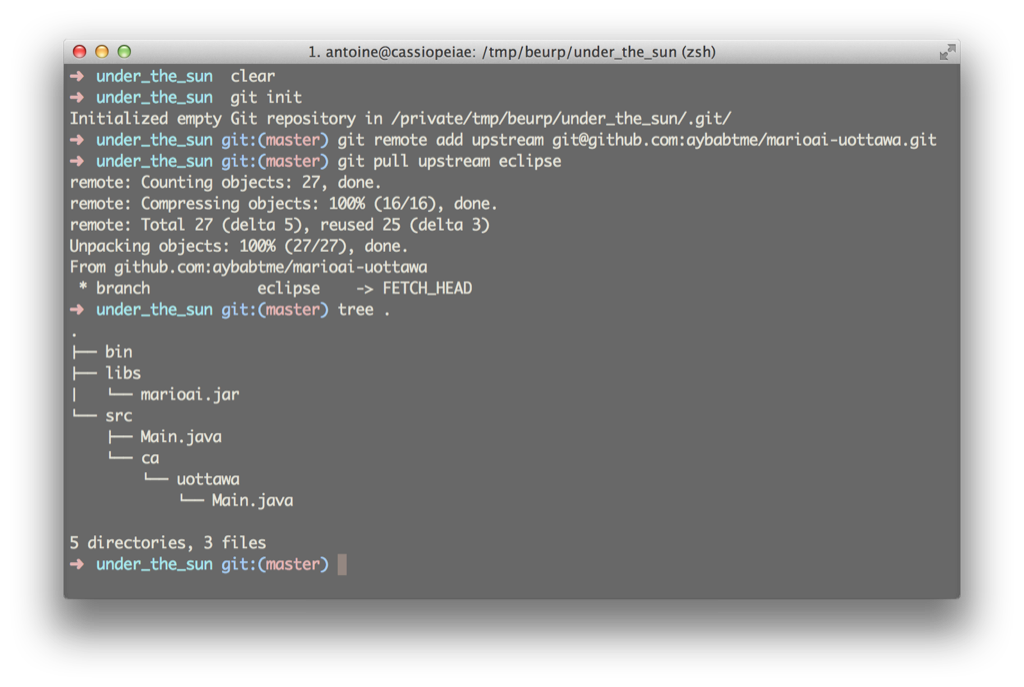 1. antoine@cassiopeiae: /tmp/beurp/under_the_sun (zsh)
➜  under_the_sun  clear
➜  under_the_sun  git init
Initialized empty Git repository in /private/tmp/beurp/under_the_sun/.git/
➜  under_the_sun git:(master) git remote add upstream git@github.com:aybabtme/marioai-uottawa.git
➜  under_the_sun git:(master) git pull upstream eclipse
remote: Counting objects: 27, done.
remote: Compressing objects: 100% (16/16), done.
remote: Total 27 (delta 5), reused 25 (delta 3)
Unpacking objects: 100% (27/27), done.
From github.com:aybabtme/marioai-uottawa
 * branch            eclipse    -> FETCH_HEAD
➜  under_the_sun git:(master) tree .
.
├── bin
├── libs
|   └── marioai.jar
└── src
    ├── Main.java
    └── ca
        └── uottawa
            └── Main.java

5 directories, 3 files
➜  under_the_sun git:(master)